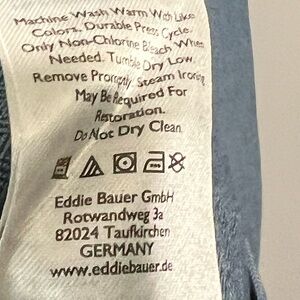 Machine Wash Warm With Like
Colors, Durable Press Cycle.
Only Non-Chlorine Bleach When
Needed. Tumble Dry Low.
Remove Promptly. Steam Ironing
May Be Required For
Restoration.
Do Not Dry Clean.
Eddie Bauer GmbH
Rotwandweg 3a
82024 Taufkirchen
GERMANY
www.eddiebauer.de